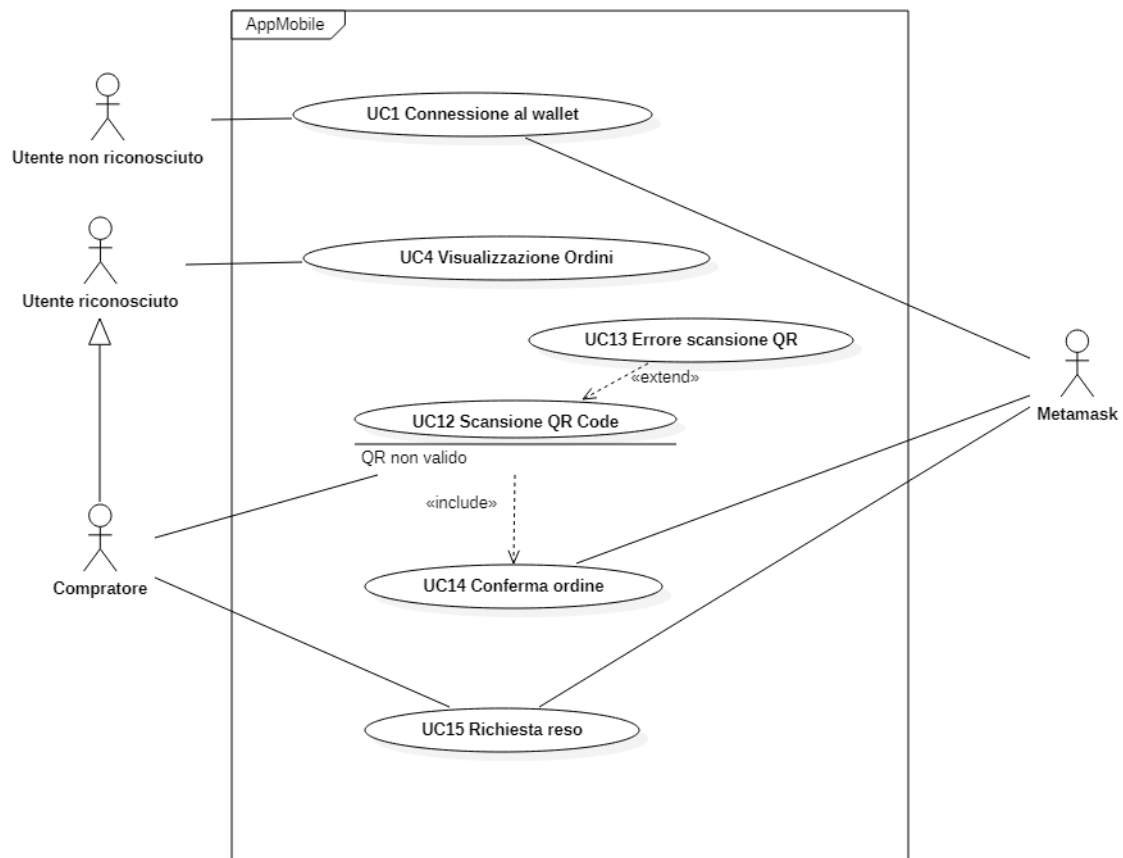 AppMobile
UC1 Connessione al wallet
Utente non riconosciuto
UC4 Visualizzazione Ordini
Utente riconosciuto
UC13 Errore scansione QR
«extend»
Metamask
UC12 Scansione QR Code
QR non valido
«include»
Compratore
UC14 Conferma ordine
UC15 Richiesta reso